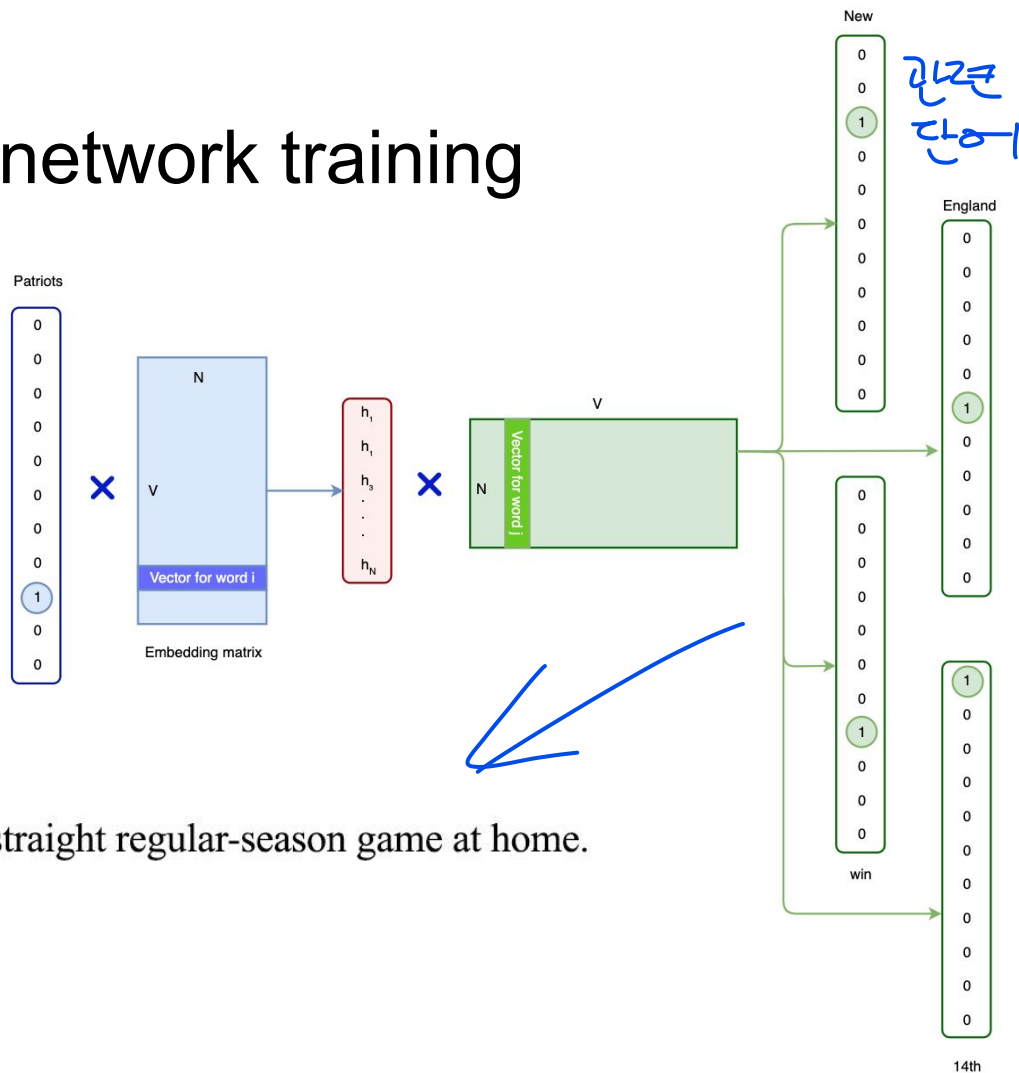 network training
Patriots
0
0
0
0
0
0
0
0
1
0
0
N
V
Vector for word i
Embedding matrix
h₁
h₁
h₃
.
.
.
h_N
V
N
Vector for word j
New
0
0
1
0
0
0
0
0
0
0
0
관련
단어
England
0
0
0
0
0
1
0
0
0
0
0
0
0
0
0
0
0
0
1
0
0
0
win
1
0
0
0
0
0
0
0
0
0
0
14th
straight regular-season game at home.